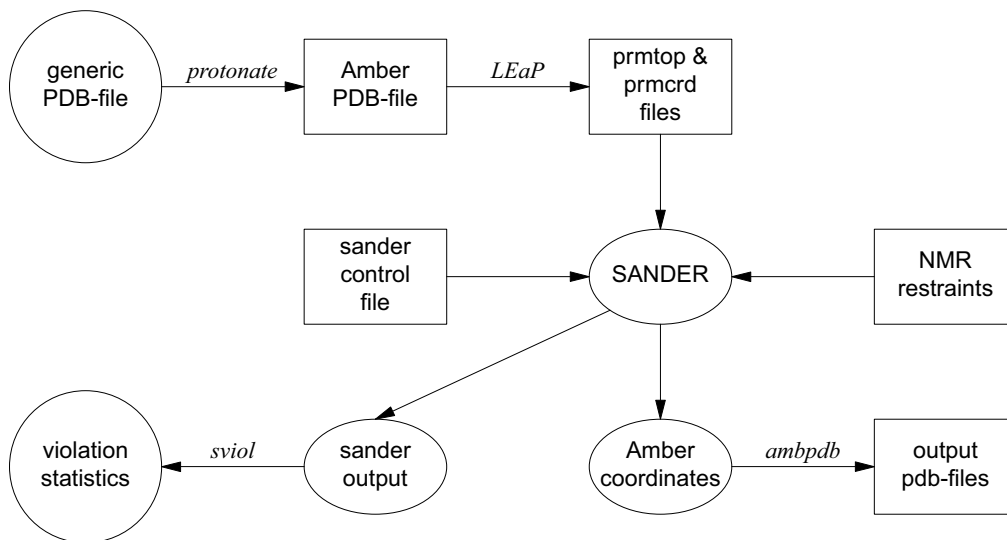 generic
PDB-file
protonate
Amber
PDB-file
LEaP
prmtop &
prmcrd
files
sander
control
file
SANDER
NMR
restraints
violation
statistics
sviol
sander
output
Amber
coordinates
ambpdb
output
pdb-files